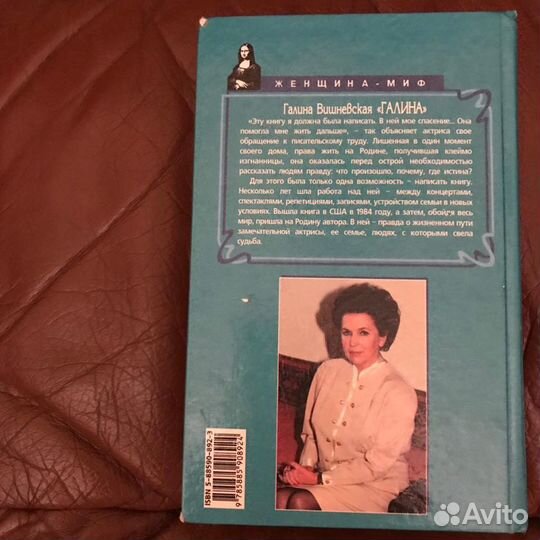 ЖЕНЩИНА-МИФ
Галина Вишневская «ГАЛИНА»
«Эту книгу я должна была написать. В ней мое спасение... Она
помогла мне жить дальше», – так объясняет актриса свое
обращение к писательскому труду. Лишенная в один момент
своего дома, права жить на Родине, получившая клеймо
изгнанницы, она оказалась перед острой необходимостью
рассказать людям правду: что произошло, почему, где истина?
Для этого была только одна возможность – написать книгу.
Несколько лет шла работа над ней – между концертами,
спектаклями, репетициями, записями, устройством семьи в новых
условиях. Вышла книга в США в 1984 году, а затем, обойдя весь
мир, пришла на Родину автора. В ней – правда о жизненном пути
замечательной актрисы, ее семье, людях, с которыми свела
судьба.
ISBN 5-88590-892-3
9 785885 908924
Avito